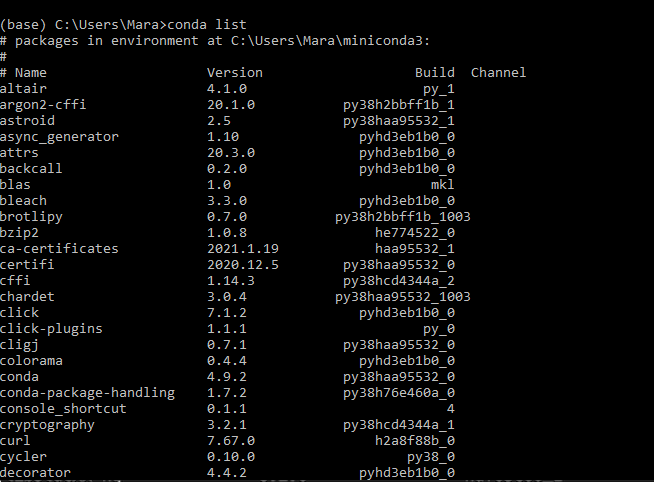 (base) C:\Users\Mara>conda list
# packages in environment at C:\Users\Mara\miniconda3:
#
# Name Version Build Channel
altair 4.1.0 py_1
argon2-cffi 20.1.0 py38h2bbff1b_1
astroid 2.5 py38haa95532_1
async_generator 1.10 pyhd3eb1b0_0
attrs 20.3.0 pyhd3eb1b0_0
backcall 0.2.0 pyhd3eb1b0_0
blas 1.0 mkl
bleach 3.3.0 pyhd3eb1b0_0
brotlipy 0.7.0 py38h2bbff1b_1003
bzip2 1.0.8 he774522_0
ca-certificates 2021.1.19 haa95532_1
certifi 2020.12.5 py38haa95532_0
cffi 1.14.3 py38hcd4344a_2
chardet 3.0.4 py38haa95532_1003
click 7.1.2 pyhd3eb1b0_0
click-plugins 1.1.1 py_0
cligj 0.7.1 py38haa95532_0
colorama 0.4.4 pyhd3eb1b0_0
conda 4.9.2 py38haa95532_0
conda-package-handling 1.7.2 py38h76e460a_0
console_shortcut 0.1.1 4
cryptography 3.2.1 py38hcd4344a_1
curl 7.67.0 h2a8f88b_0
cycler 0.10.0 py38_0
decorator 4.4.2 pyhd3eb1b0_0